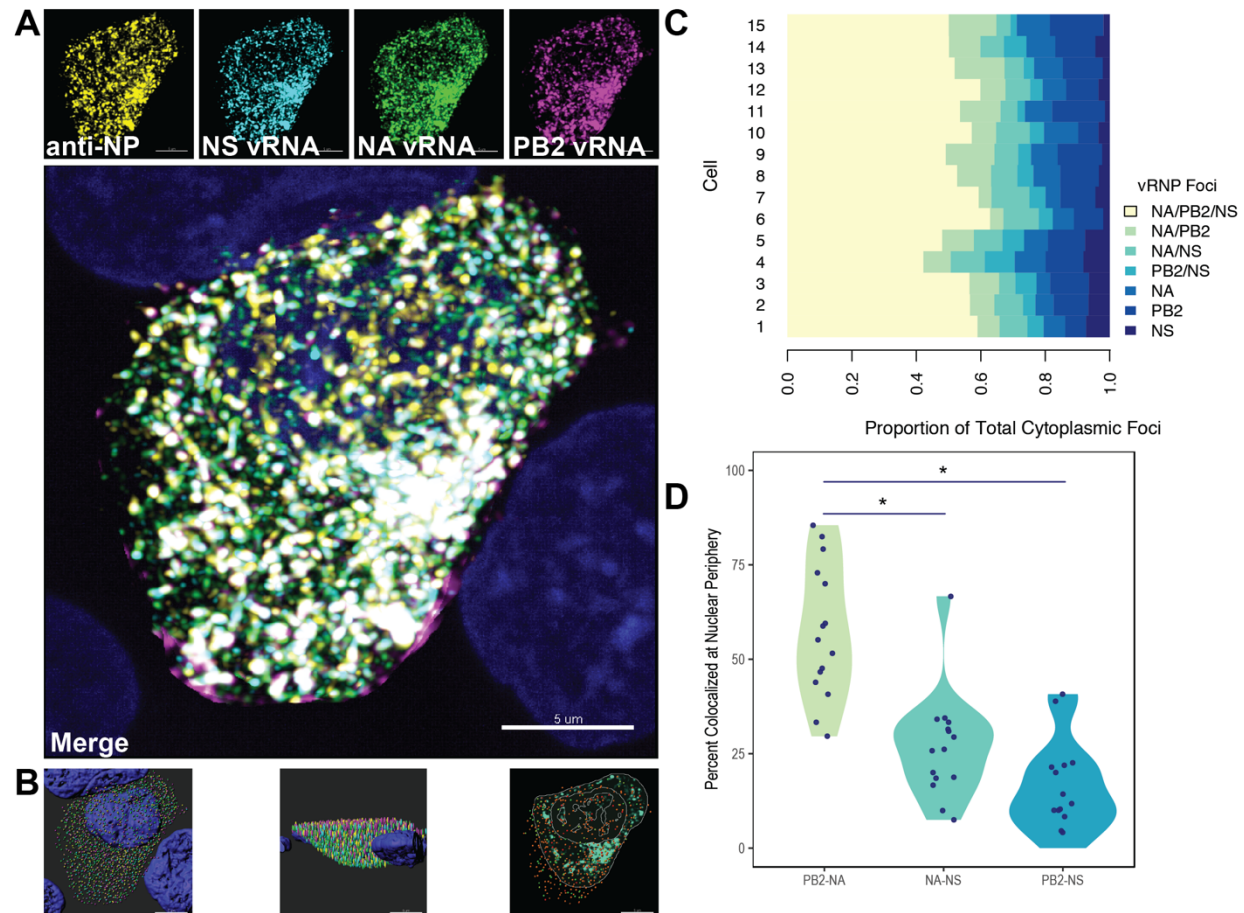 A
anti-NP
NS vRNA
NA vRNA
PB2 vRNA
Merge
5 um
B
C
Cell
15
14
13
12
11
10
9
8
7
6
5
4
3
2
1
0.0
0.2
0.4
0.6
0.8
1.0
Proportion of Total Cytoplasmic Foci
vRNP Foci
NA/PB2/NS
NA/PB2
NA/NS
PB2/NS
NA
PB2
NS
D
Percent Colocalized at Nuclear Periphery
100
75
50
25
0
*
*
PB2-NA
NA-NS
PB2-NS